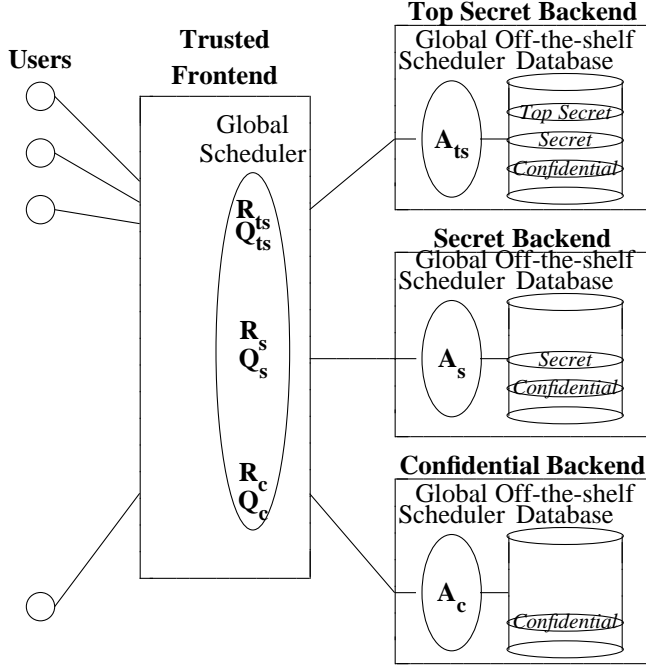 Users
Trusted
Frontend
Global
Scheduler
R_ts
Q_ts
R_s
Q_s
R_c
Q_c
Top Secret Backend
Global Off-the-shelf
Scheduler Database
A_ts
Top Secret
Secret
Confidential
Secret Backend
Global Off-the-shelf
Scheduler Database
A_s
Secret
Confidential
Confidential Backend
Global Off-the-shelf
Scheduler Database
A_c
Confidential